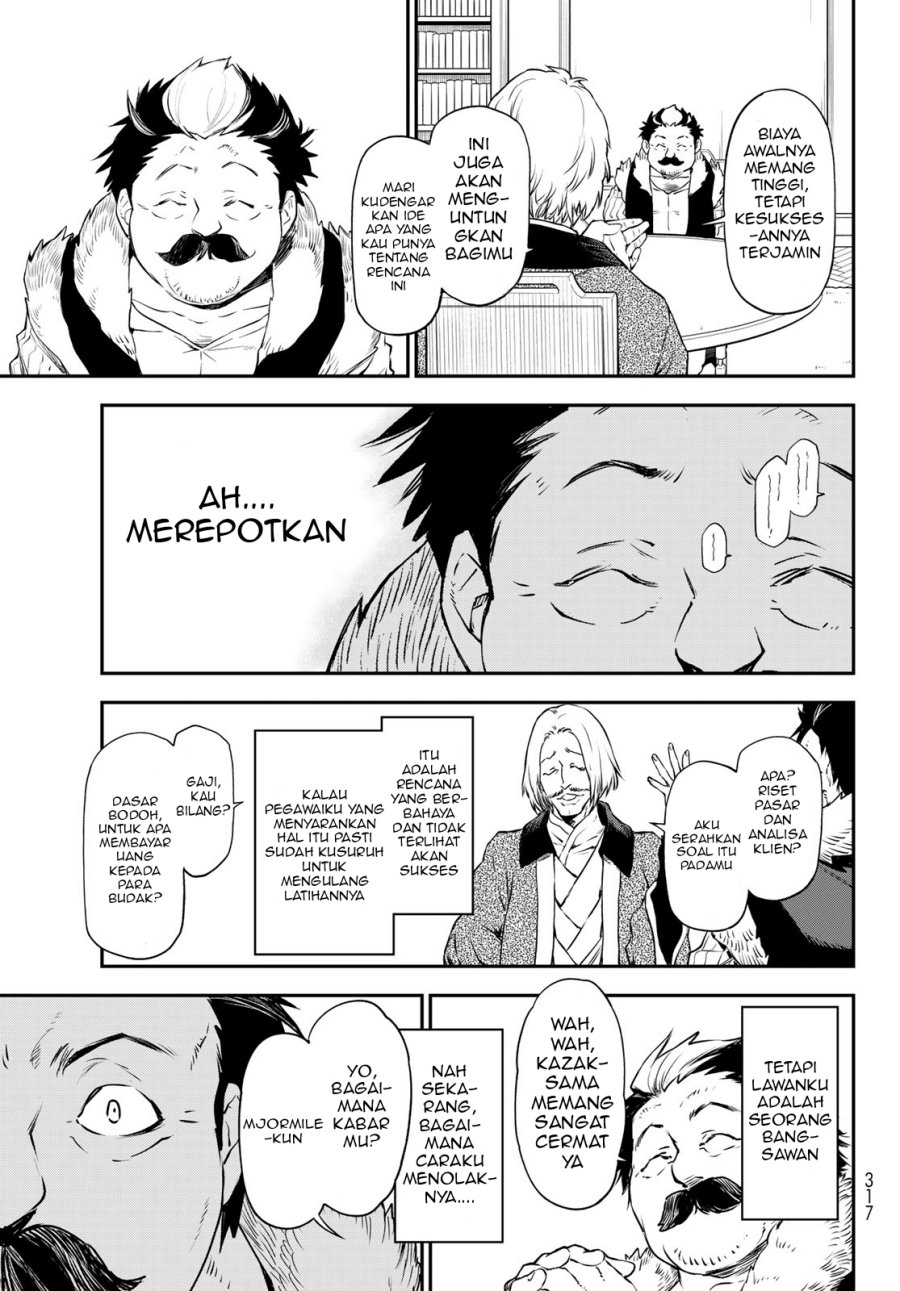 BIAYA
AWALNYA
MEMANG
TINGGI,
TETAPI
KESUKSES
-ANNYA
TERJAMIN
INI
JUGA
AKAN
MENG-
UNTUN
GKAN
BAGIMU
MARI
KUDENGAR
KAN IDE
APA YANG
KAU PUNYA
TENTANG
RENCANA
INI
AH....
MEREPOTKAN
APA?
RISET
PASAR
DAN
ANALISA
KLIEN?
AKU
SERAHKAN
SOAL ITU
PADAMU
ITU
ADALAH
RENCANA
YANG BER-
BAHAYA
DAN TIDAK
TERLIHAT
AKAN
SUKSES
KALAU
PEGAWAIKU YANG
MENYARANKAN
HAL ITU PASTI
SUDAH KUSURUH
UNTUK
MENGULANG
LATIHANNYA
GAJI,
KAU
BILANG?
DASAR
BODOH,
UNTUK APA
MEMBAYAR
UANG
KEPADA
PARA
BUDAK?
TETAPI
LAWANKU
ADALAH
SEORANG
BANG-
SAWAN
WAH,
WAH,
KAZAK-
SAMA
MEMANG
SANGAT
CERMAT
YA
NAH
SEKA-
RANG,
BAGAI-
MANA
CARAKU
MENOLAK-
NYA....
YO,
BAGAI-
MANA
KABAR
MU?
MJORMILE
-KUN
317